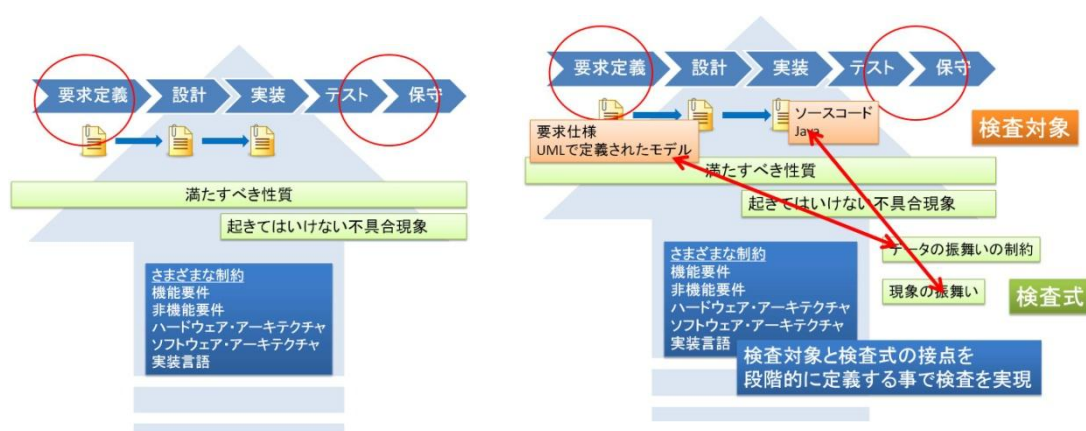 要求定義
設計
実装
テスト
保守
満たすべき性質
起きてはいけない不具合現象
さまざまな制約
機能要件
非機能要件
ハードウェア・アーキテクチャ
ソフトウェア・アーキテクチャ
実装言語
要求定義
設計
実装
テスト
保守
要求仕様
UMLで定義されたモデル
ソースコード
Java
検査対象
満たすべき性質
起きてはいけない不具合現象
データの振舞いの制約
現象の振舞い
検査式
さまざまな制約
機能要件
非機能要件
ハードウェア・アーキテクチャ
ソフトウェア・アーキテクチャ
実装言語
検査対象と検査式の接点を
段階的に定義する事で検査を実現